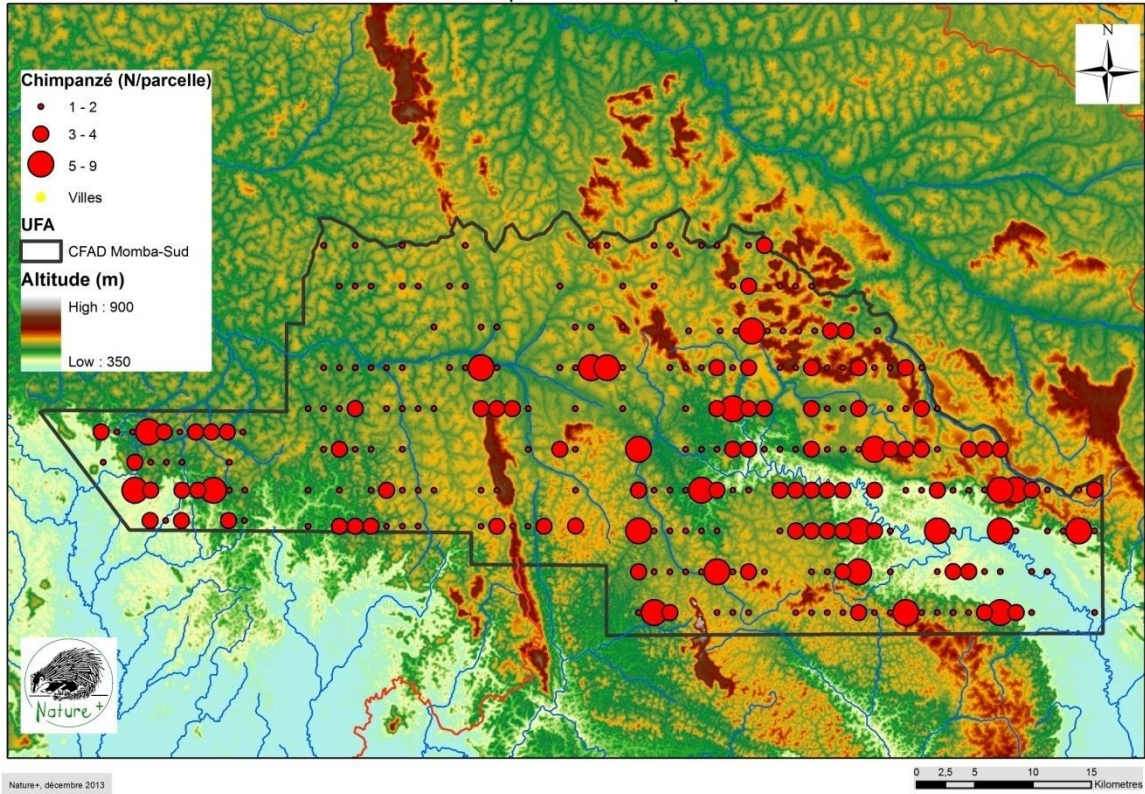 Chimpanzé (N/parcelle)
1 - 2
3 - 4
5 - 9
Villes
UFA
CFAD Momba-Sud
Altitude (m)
High : 900
Low : 350
N
Nature +
Nature+, décembre 2013
0 2,5 5 10 15
Kilometres